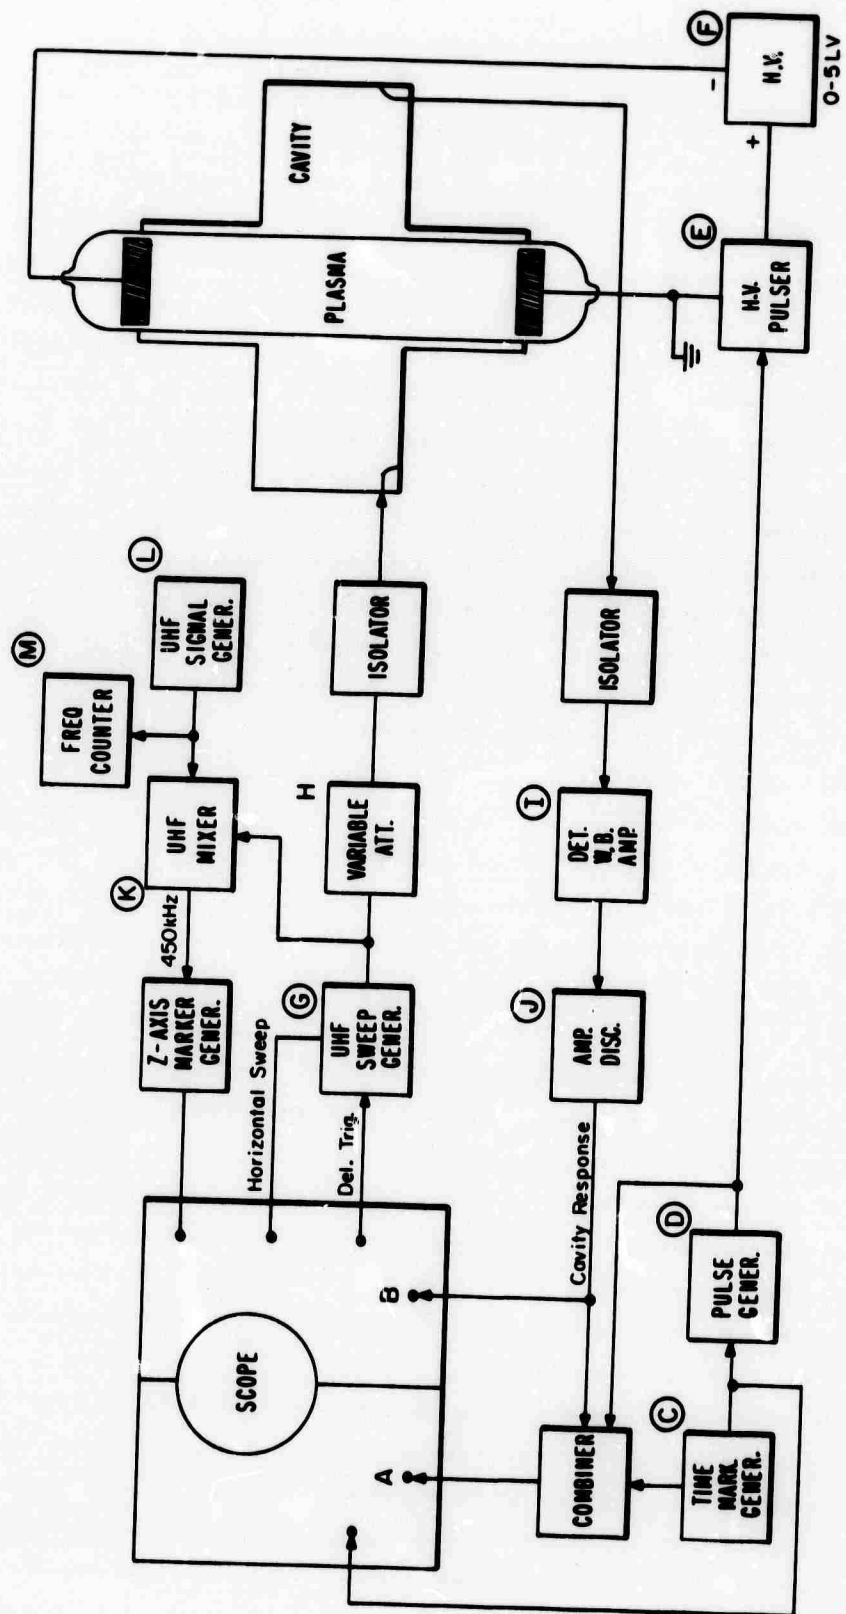 SCOPE
A
B
Horizontal Sweep
Del. Trig.
Cavity Response
Z-AXIS
MARKER
GENER.
450kHz
K
UHF
MIXER
M
FREQ
COUNTER
L
UHF
SIGNAL
GENER.
G
UHF
SWEEP
GENER.
H
VARIABLE
ATT.
ISOLATOR
PLASMA
CAVITY
J
AMP.
DISC.
I
DET.
W.B.
AMP.
ISOLATOR
COMBINER
C
TIME
MARK
GENER.
D
PULSE
GENER.
E
H.V.
PULSER
+
-
F
H.V.
0-5LV